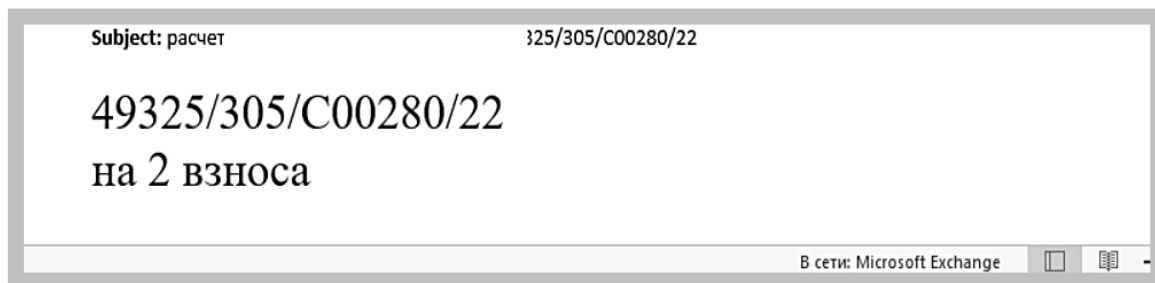 Subject: расчет 325/305/C00280/22
49325/305/C00280/22
на 2 взноса
В сети: Microsoft Exchange